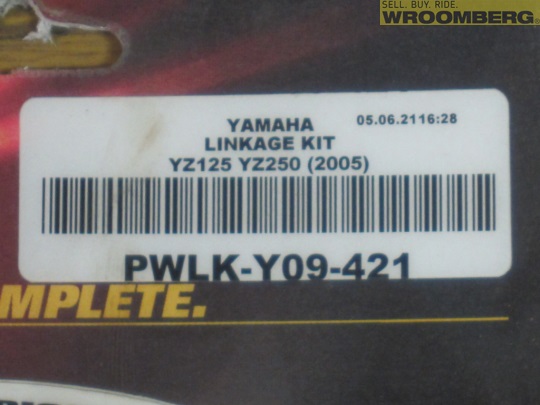 SELL. BUY. RIDE.
WROOMBERG
YAMAHA 05.06.2116:28
LINKAGE KIT
YZ125 YZ250 (2005)
PWLK-Y09-421
MPLETE.